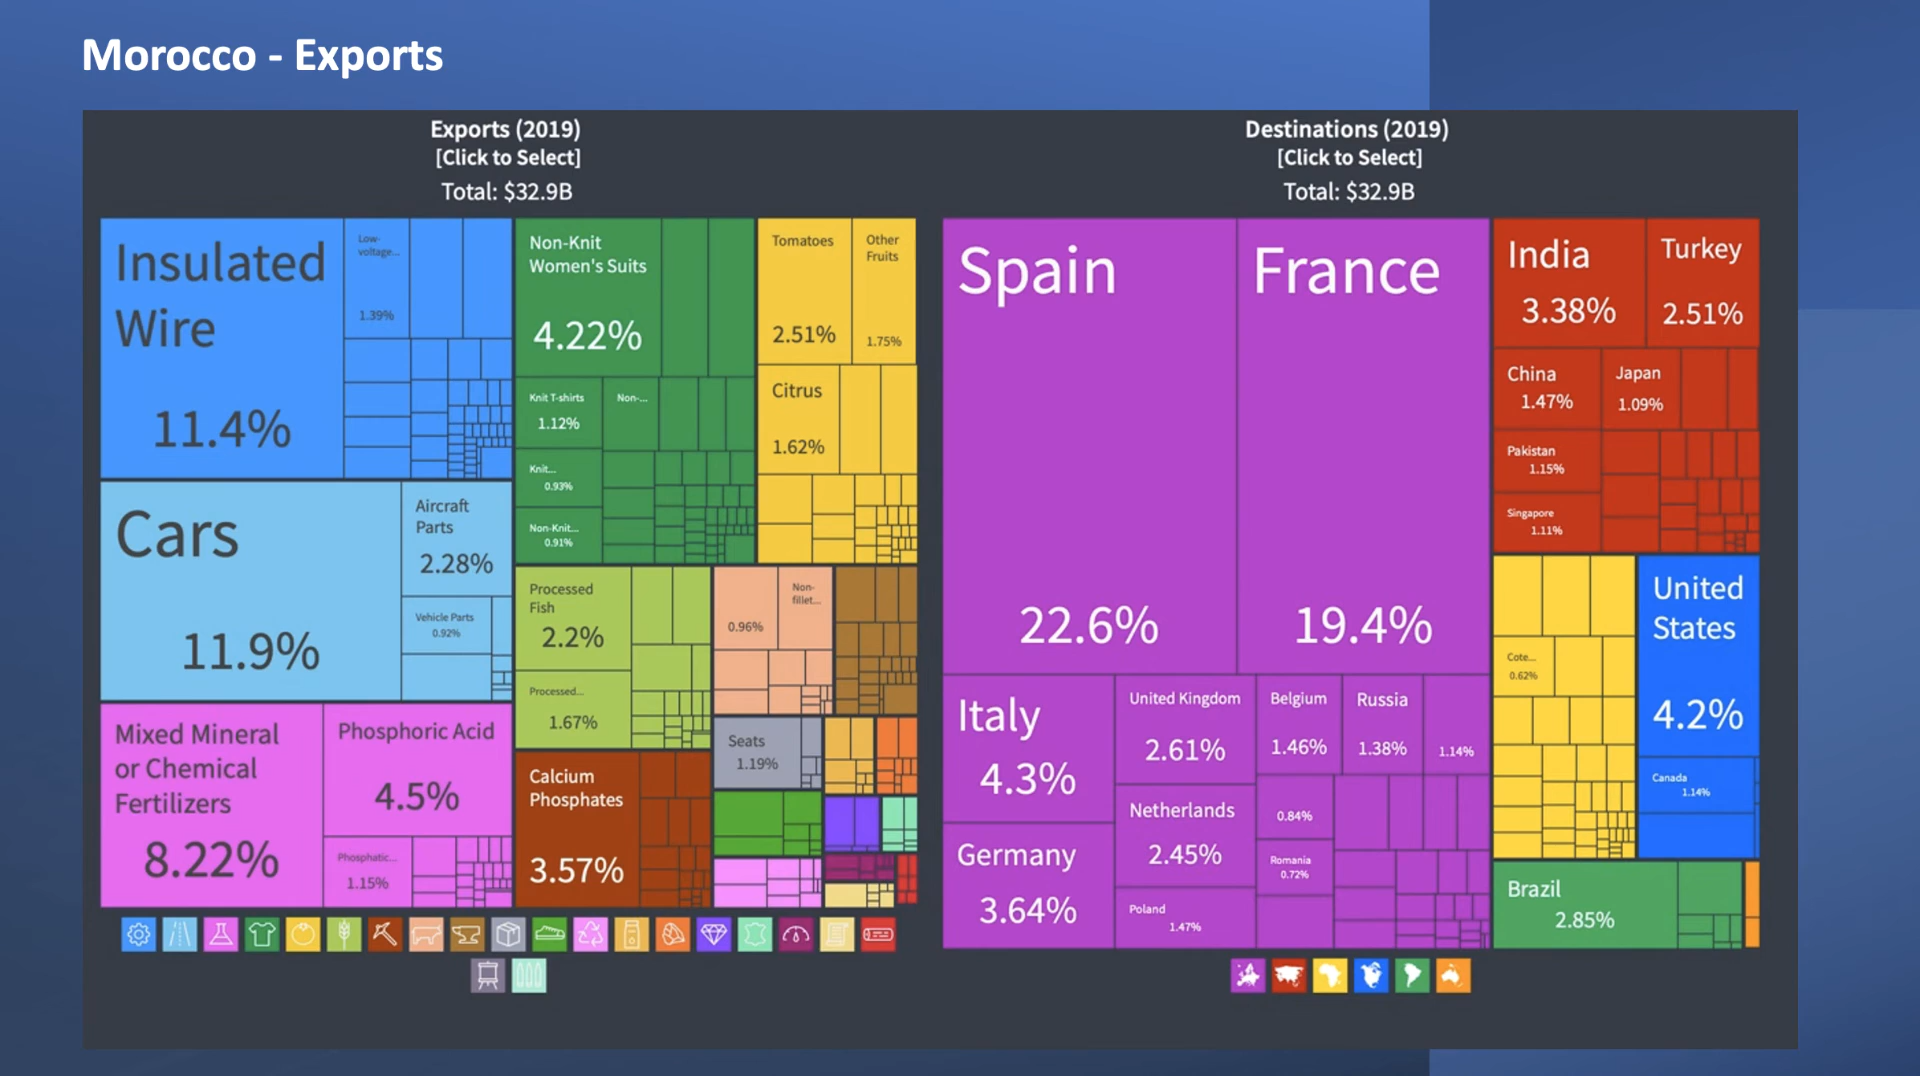 Morocco - Exports
Exports (2019)
[Click to Select]
Total: $32.9B
Insulated
Wire
11.4%
Low-
voltage...
1.39%
Cars
11.9%
Aircraft
Parts
2.28%
Vehicle Parts
0.92%
Mixed Mineral
or Chemical
Fertilizers
8.22%
Phosphoric Acid
4.5%
Phosphatic...
1.15%
Non-Knit
Women's Suits
4.22%
Knit T-shirts
1.12%
Non-...
Knit...
0.93%
Non-Knit...
0.91%
Tomatoes
2.51%
Other
Fruits
1.75%
Citrus
1.62%
Processed
Fish
2.2%
Processed...
1.67%
0.96%
Non-
fillet...
Seats
1.19%
Calcium
Phosphates
3.57%
Destinations (2019)
[Click to Select]
Total: $32.9B
Spain
22.6%
France
19.4%
Italy
4.3%
Germany
3.64%
United Kingdom
2.61%
Netherlands
2.45%
Poland
1.47%
Belgium
1.46%
Russia
1.38%
1.14%
0.84%
Romania
0.72%
India
3.38%
Turkey
2.51%
China
1.47%
Japan
1.09%
Pakistan
1.15%
Singapore
1.11%
Cote...
0.62%
United
States
4.2%
Canada
1.14%
Brazil
2.85%